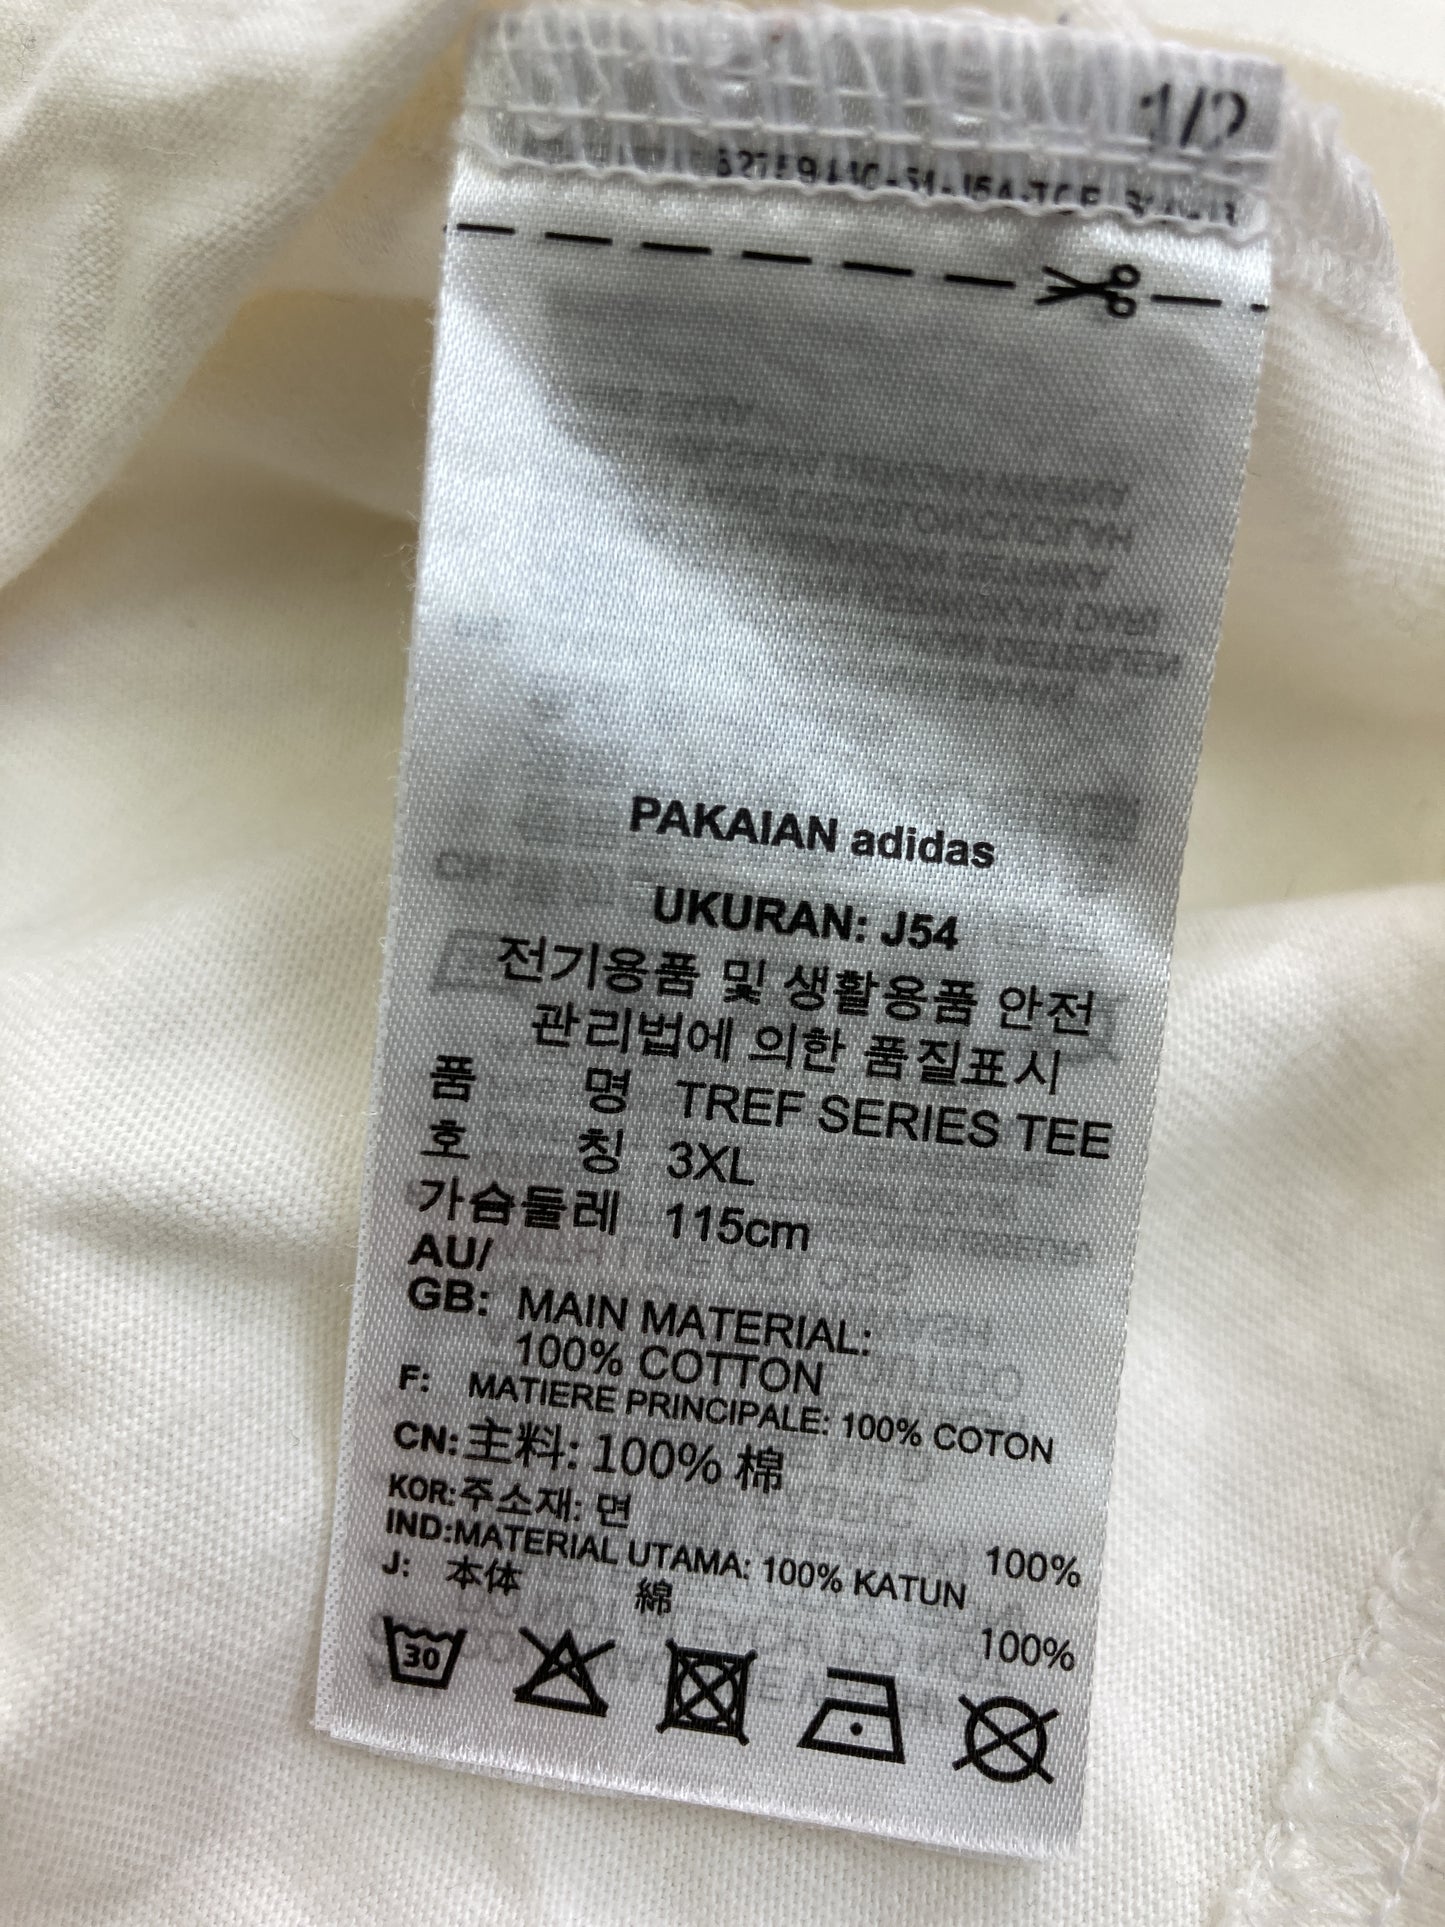 1/2
PAKAIAN adidas
UKURAN: J54
전기용품 및 생활용품 안전
관리법에 의한 품질표시
품 명 TREF SERIES TEE
호 칭 3XL
가슴둘레 115cm
AU/
GB: MAIN MATERIAL:
100% COTTON
F: MATIERE PRINCIPALE: 100% COTON
CN:主料: 100% 棉
KOR:주소재: 면 100%
IND:MATERIAL UTAMA: 100% KATUN
J: 本体 綿 100%
30